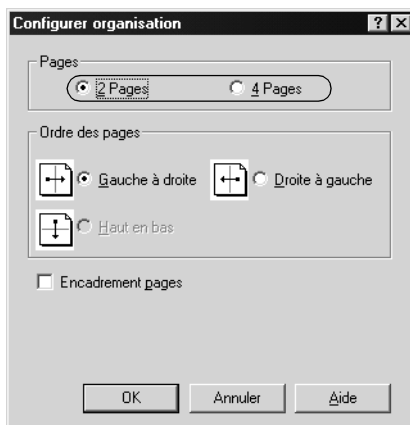 Configurer organisation
Pages
2 Pages 4 Pages
Ordre des pages
Gauche à droite Droite à gauche
Haut en bas
Encadrement pages
OK Annuler Aide